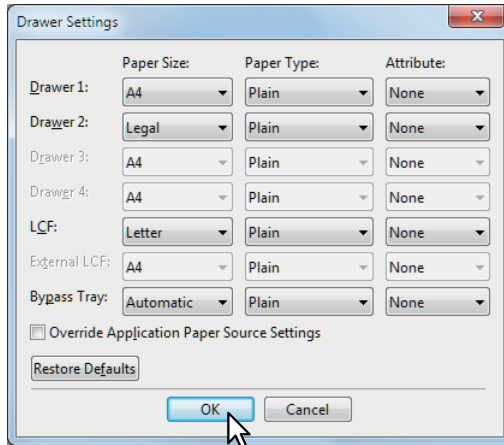 Drawer Settings
Paper Size: Paper Type: Attribute:
Drawer 1: A4 Plain None
Drawer 2: Legal Plain None
Drawer 3: A4 Plain None
Drawer 4: A4 Plain None
LCF: Letter Plain None
External LCF: A4 Plain None
Bypass Tray: Automatic Plain None
Override Application Paper Source Settings
Restore Defaults
OK Cancel